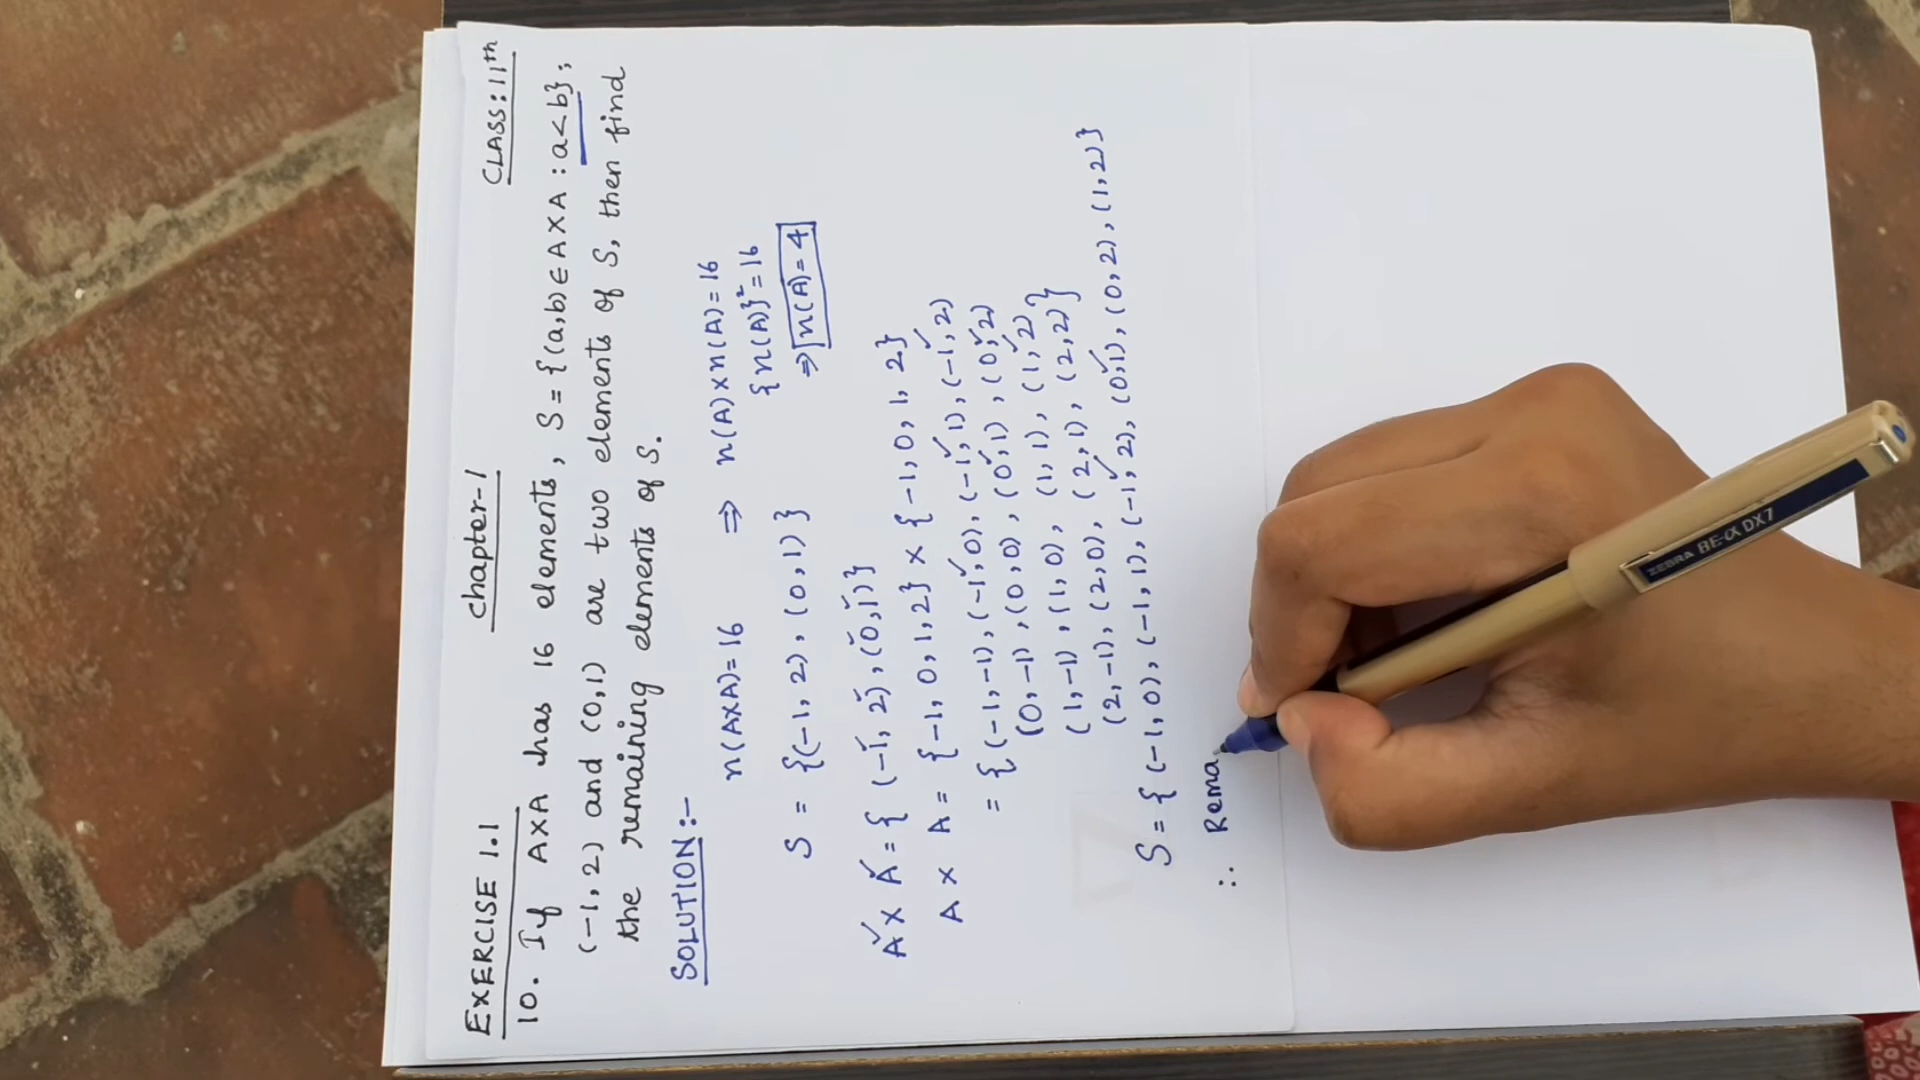 EXERCISE 1.1 chapter-1 CLASS: 11th
10. If A×A has 16 elements, S = {(a,b) ∈ A×A : a<b};
(-1,2) and (0,1) are two elements of S, then find
the remaining elements of S.
SOLUTION:-
n(A×A)=16 ⇒ n(A)×n(A)=16
{n(A)}²=16
S = {(-1,2),(0,1)} ⇒ n(A)=4
A×A={(-1,2),(0,1)}
A×A={-1,0,1,2}×{-1,0,1,2}
={(-1,-1),(-1,0),(-1,1),(-1,2)
(0,-1),(0,0),(0,1),(0,2)
(1,-1),(1,0),(1,1),(1,2)}
(2,-1),(2,0),(2,1),(2,2)}
S={(-1,0),(-1,1),(-1,2),(0,1),(0,2),(1,2)}
∴ Rema
ZEBRA BE-α DX7